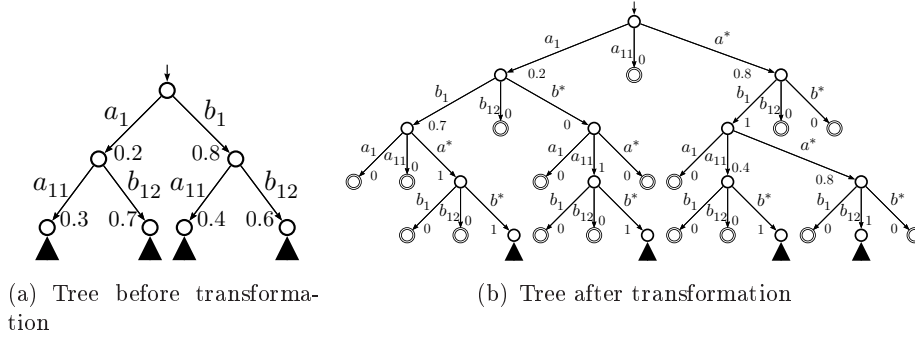 a₁ b₁
0.2 0.8
a₁₁ b₁₂ a₁₁ b₁₂
0.3 0.7 0.4 0.6
(a) Tree before transforma-
tion
a₁ a₁₁ a*
0.2 0 0.8
b₁ b₁₂ b* b₁ b₁₂ b*
0.7 0 0 1 0 0
a₁ a₁₁ a* a₁ a₁₁ a* a₁ a₁₁ a*
0 0 1 0 1 0 0 0.4 0.8
b₁ b₁₂ b* b₁ b₁₂ b* b₁ b₁₂ b* b₁ b₁₂ b*
0 0 1 0 0 1 0 0 1 0 1 0
(b) Tree after transformation